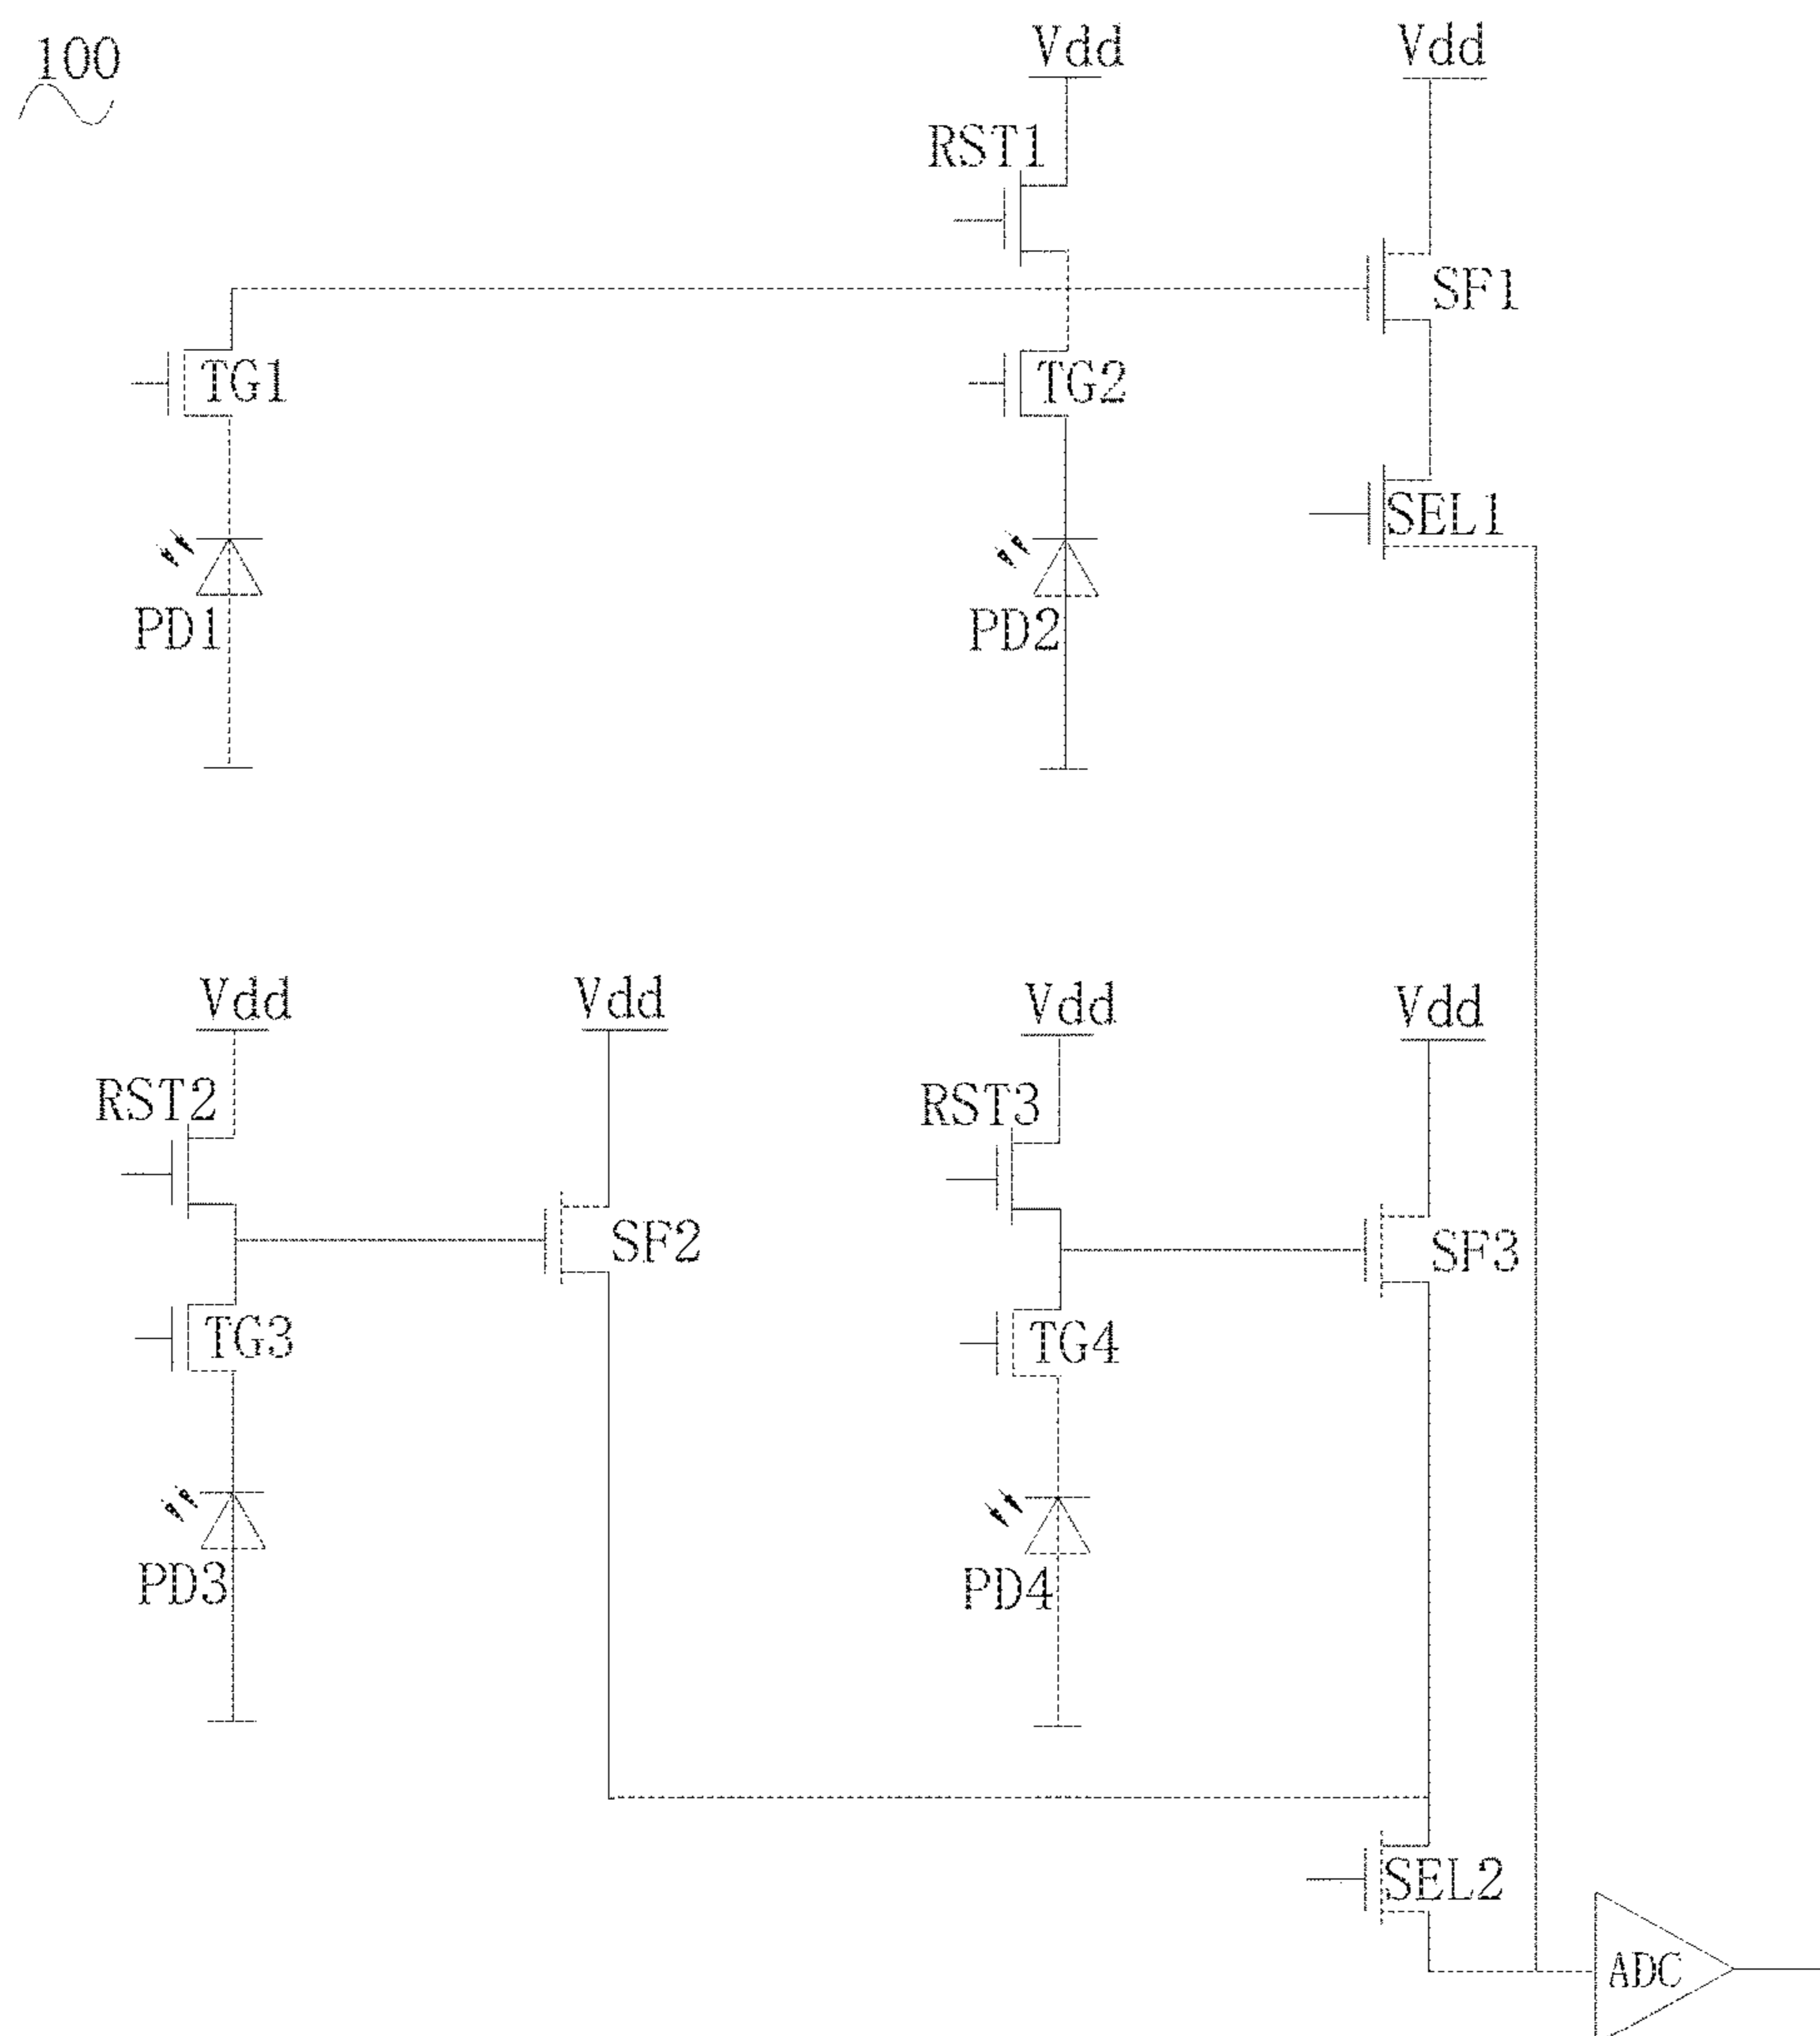 100
Vdd
Vdd
RST1
SF1
TG1
TG2
SEL1
PD1
PD2
Vdd
Vdd
Vdd
Vdd
RST2
RST3
SF2
SF3
TG3
TG4
PD3
PD4
SEL2
ADC